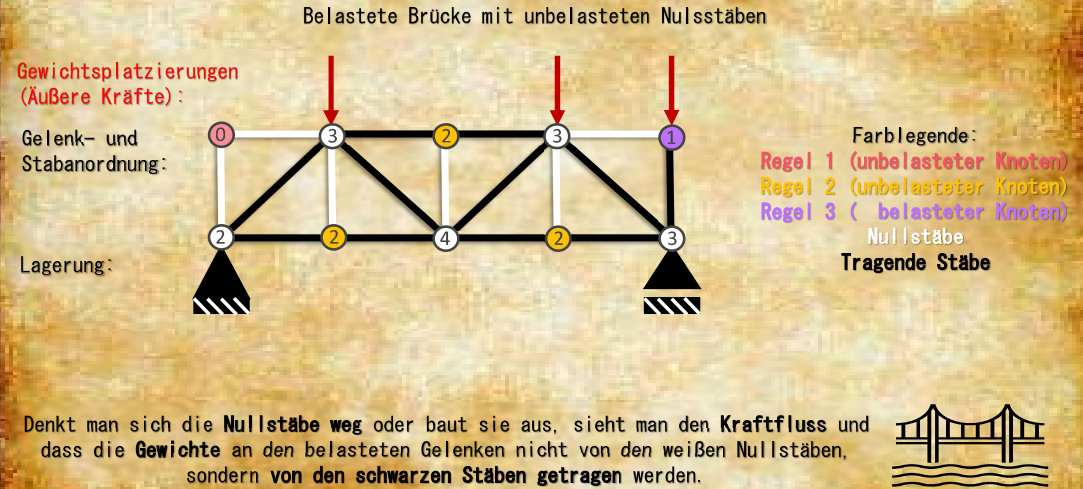 Belastete Brücke mit unbelasteten Nulsstäben
Gewichtsplatzierungen
(Äußere Kräfte):
Gelenk- und
Stabanordnung:
0 3 2 3 1
2 2 4 2 3
Lagerung:
Farblegende:
Regel 1 (unbelasteter Knoten)
Regel 2 (unbelasteter Knoten)
Regel 3 (  belasteter Knoten)
Nullstäbe
Tragende Stäbe
Denkt man sich die Nullstäbe weg oder baut sie aus, sieht man den Kraftfluss und
dass die Gewichte an den belasteten Gelenken nicht von den weißen Nullstäben,
sondern von den schwarzen Stäben getragen werden.